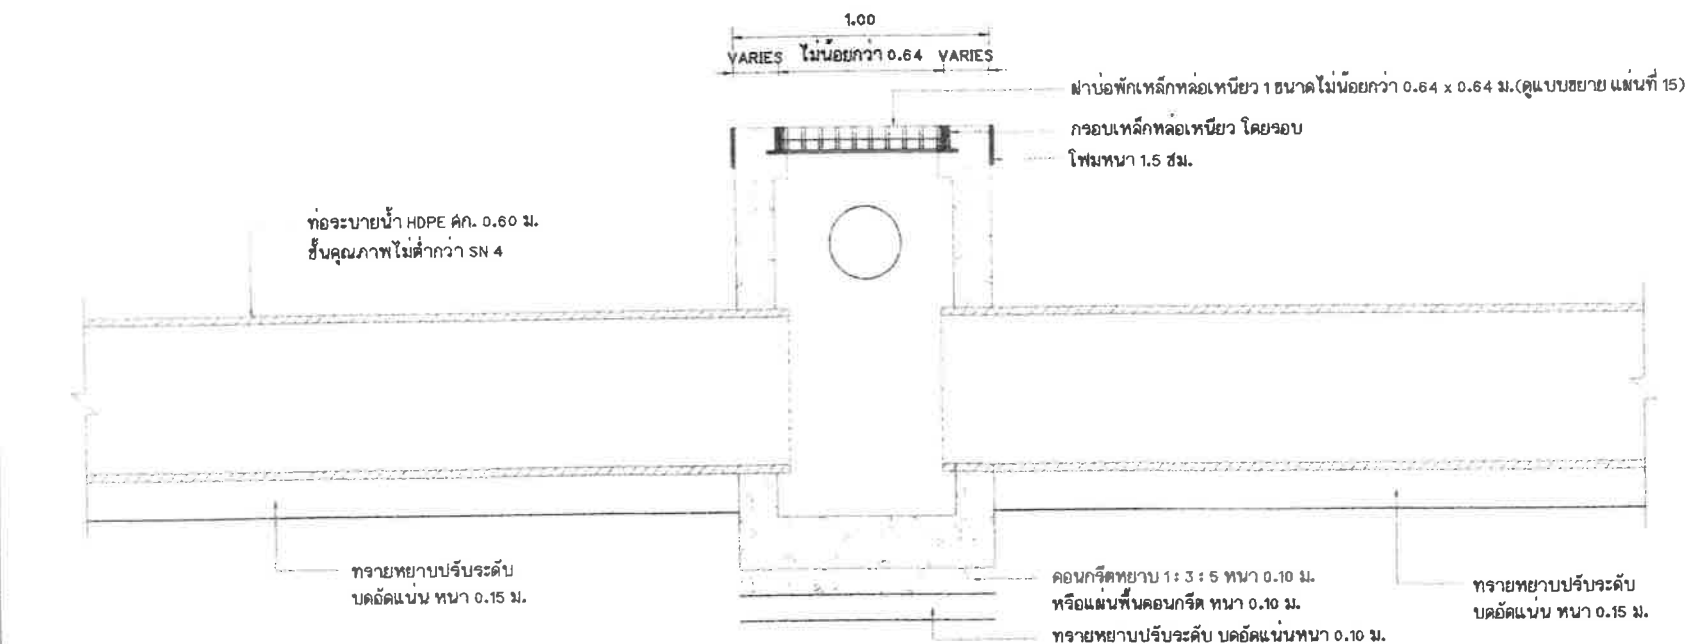 1.00
VARIES ไม่น้อยกว่า 0.64 VARIES
ฝาบ่อพักเหล็กหล่อเหนียว 1 ขนาดไม่น้อยกว่า 0.64 x 0.64 ม.(ดูแบบขยาย แผ่นที่ 15)
กรอบเหล็กหล่อเหนียว โดยรอบ
โฟมหนา 1.5 ซม.
ท่อระบายน้ำ HDPE ศก. 0.60 ม.
ชั้นคุณภาพไม่ต่ำกว่า SN 4
ทรายหยาบปรับระดับ
บดอัดแน่น หนา 0.15 ม.
คอนกรีตหยาบ 1: 3 : 5 หนา 0.10 ม.
หรือแผ่นพื้นคอนกรีต หนา 0.10 ม.
ทรายหยาบปรับระดับ บดอัดแน่นหนา 0.10 ม.
ทรายหยาบปรับระดับ
บดอัดแน่น หนา 0.15 ม.